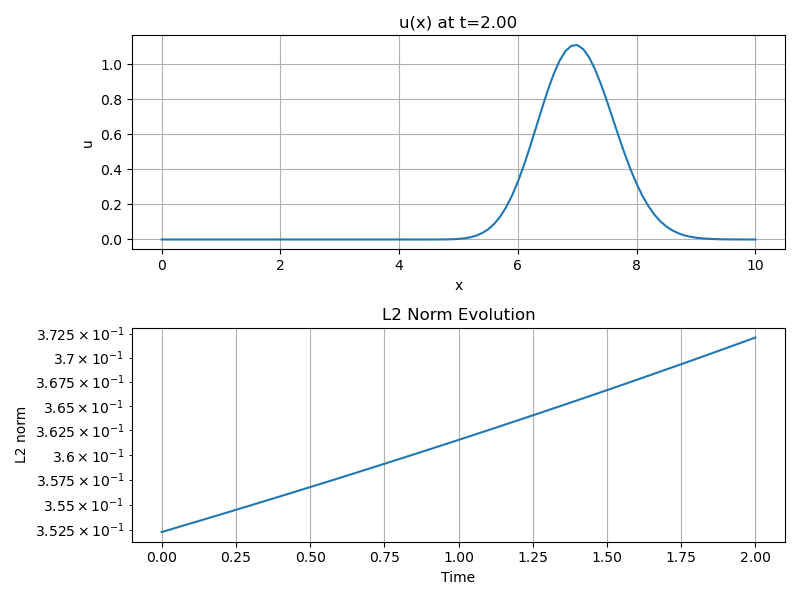 u(x) at t=2.00
1.0
0.8
0.6
0.4
0.2
0.0
u
0 2 4 6 8 10
x
L2 Norm Evolution
3.725 × 10⁻¹
3.7 × 10⁻¹
3.675 × 10⁻¹
3.65 × 10⁻¹
3.625 × 10⁻¹
3.6 × 10⁻¹
3.575 × 10⁻¹
3.55 × 10⁻¹
3.525 × 10⁻¹
L2 norm
0.00 0.25 0.50 0.75 1.00 1.25 1.50 1.75 2.00
Time